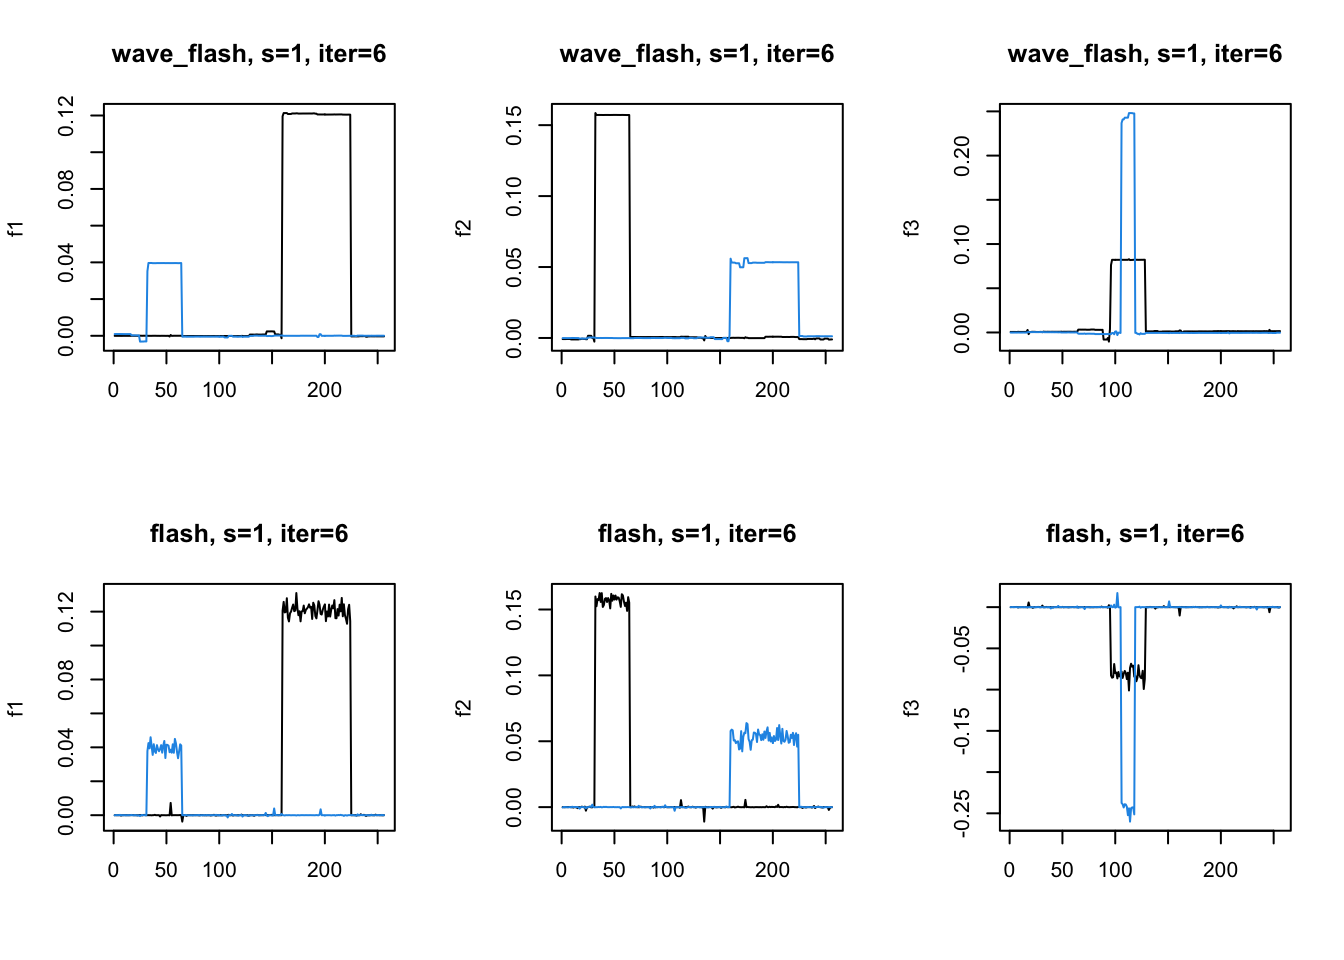 wave_flash, s=1, iter=6
f1
0.00 0.04 0.08 0.12
0 50 100 200
wave_flash, s=1, iter=6
f2
0.00 0.05 0.10 0.15
0 50 100 200
wave_flash, s=1, iter=6
f3
0.00 0.10 0.20
0 50 100 200
flash, s=1, iter=6
f1
0.00 0.04 0.08 0.12
0 50 100 200
flash, s=1, iter=6
f2
0.00 0.05 0.10 0.15
0 50 100 200
flash, s=1, iter=6
f3
-0.25 -0.15 -0.05
0 50 100 200